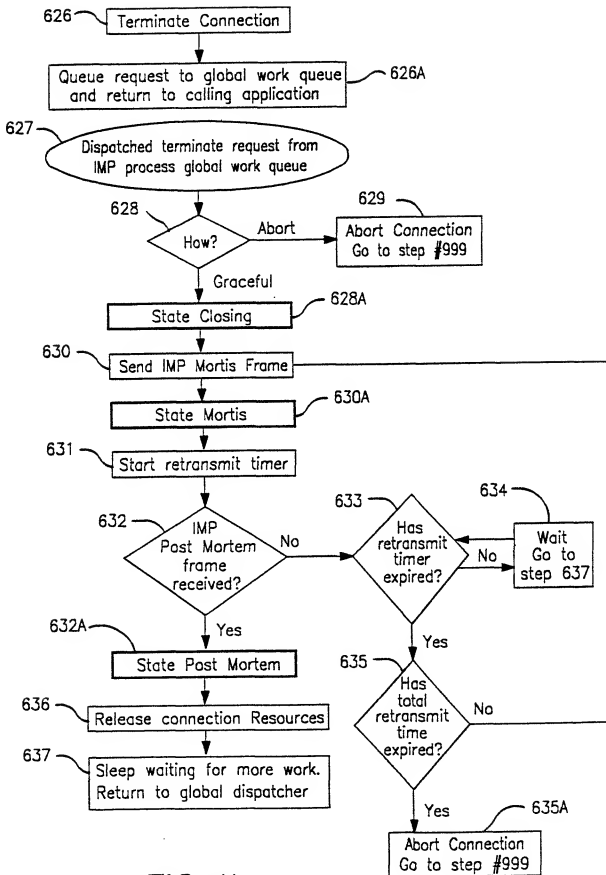 626
Terminate Connection
Queue request to global work queue
and return to calling application
626A
627
Dispatched terminate request from
IMP process global work queue
628
How?
Abort
629
Abort Connection
Go to step #999
Graceful
628A
State Closing
630
Send IMP Mortis Frame
630A
State Mortis
631
Start retransmit timer
632
IMP
Post Mortem
frame
received?
No
633
Has
retransmit
timer
expired?
No
634
Wait
Go to
step 637
Yes
632A
State Post Mortem
Yes
635
Has
total
retransmit
time
expired?
No
636
Release connection Resources
637
Sleep waiting for more work.
Return to global dispatcher
Yes
635A
Abort Connection
Go to step #999